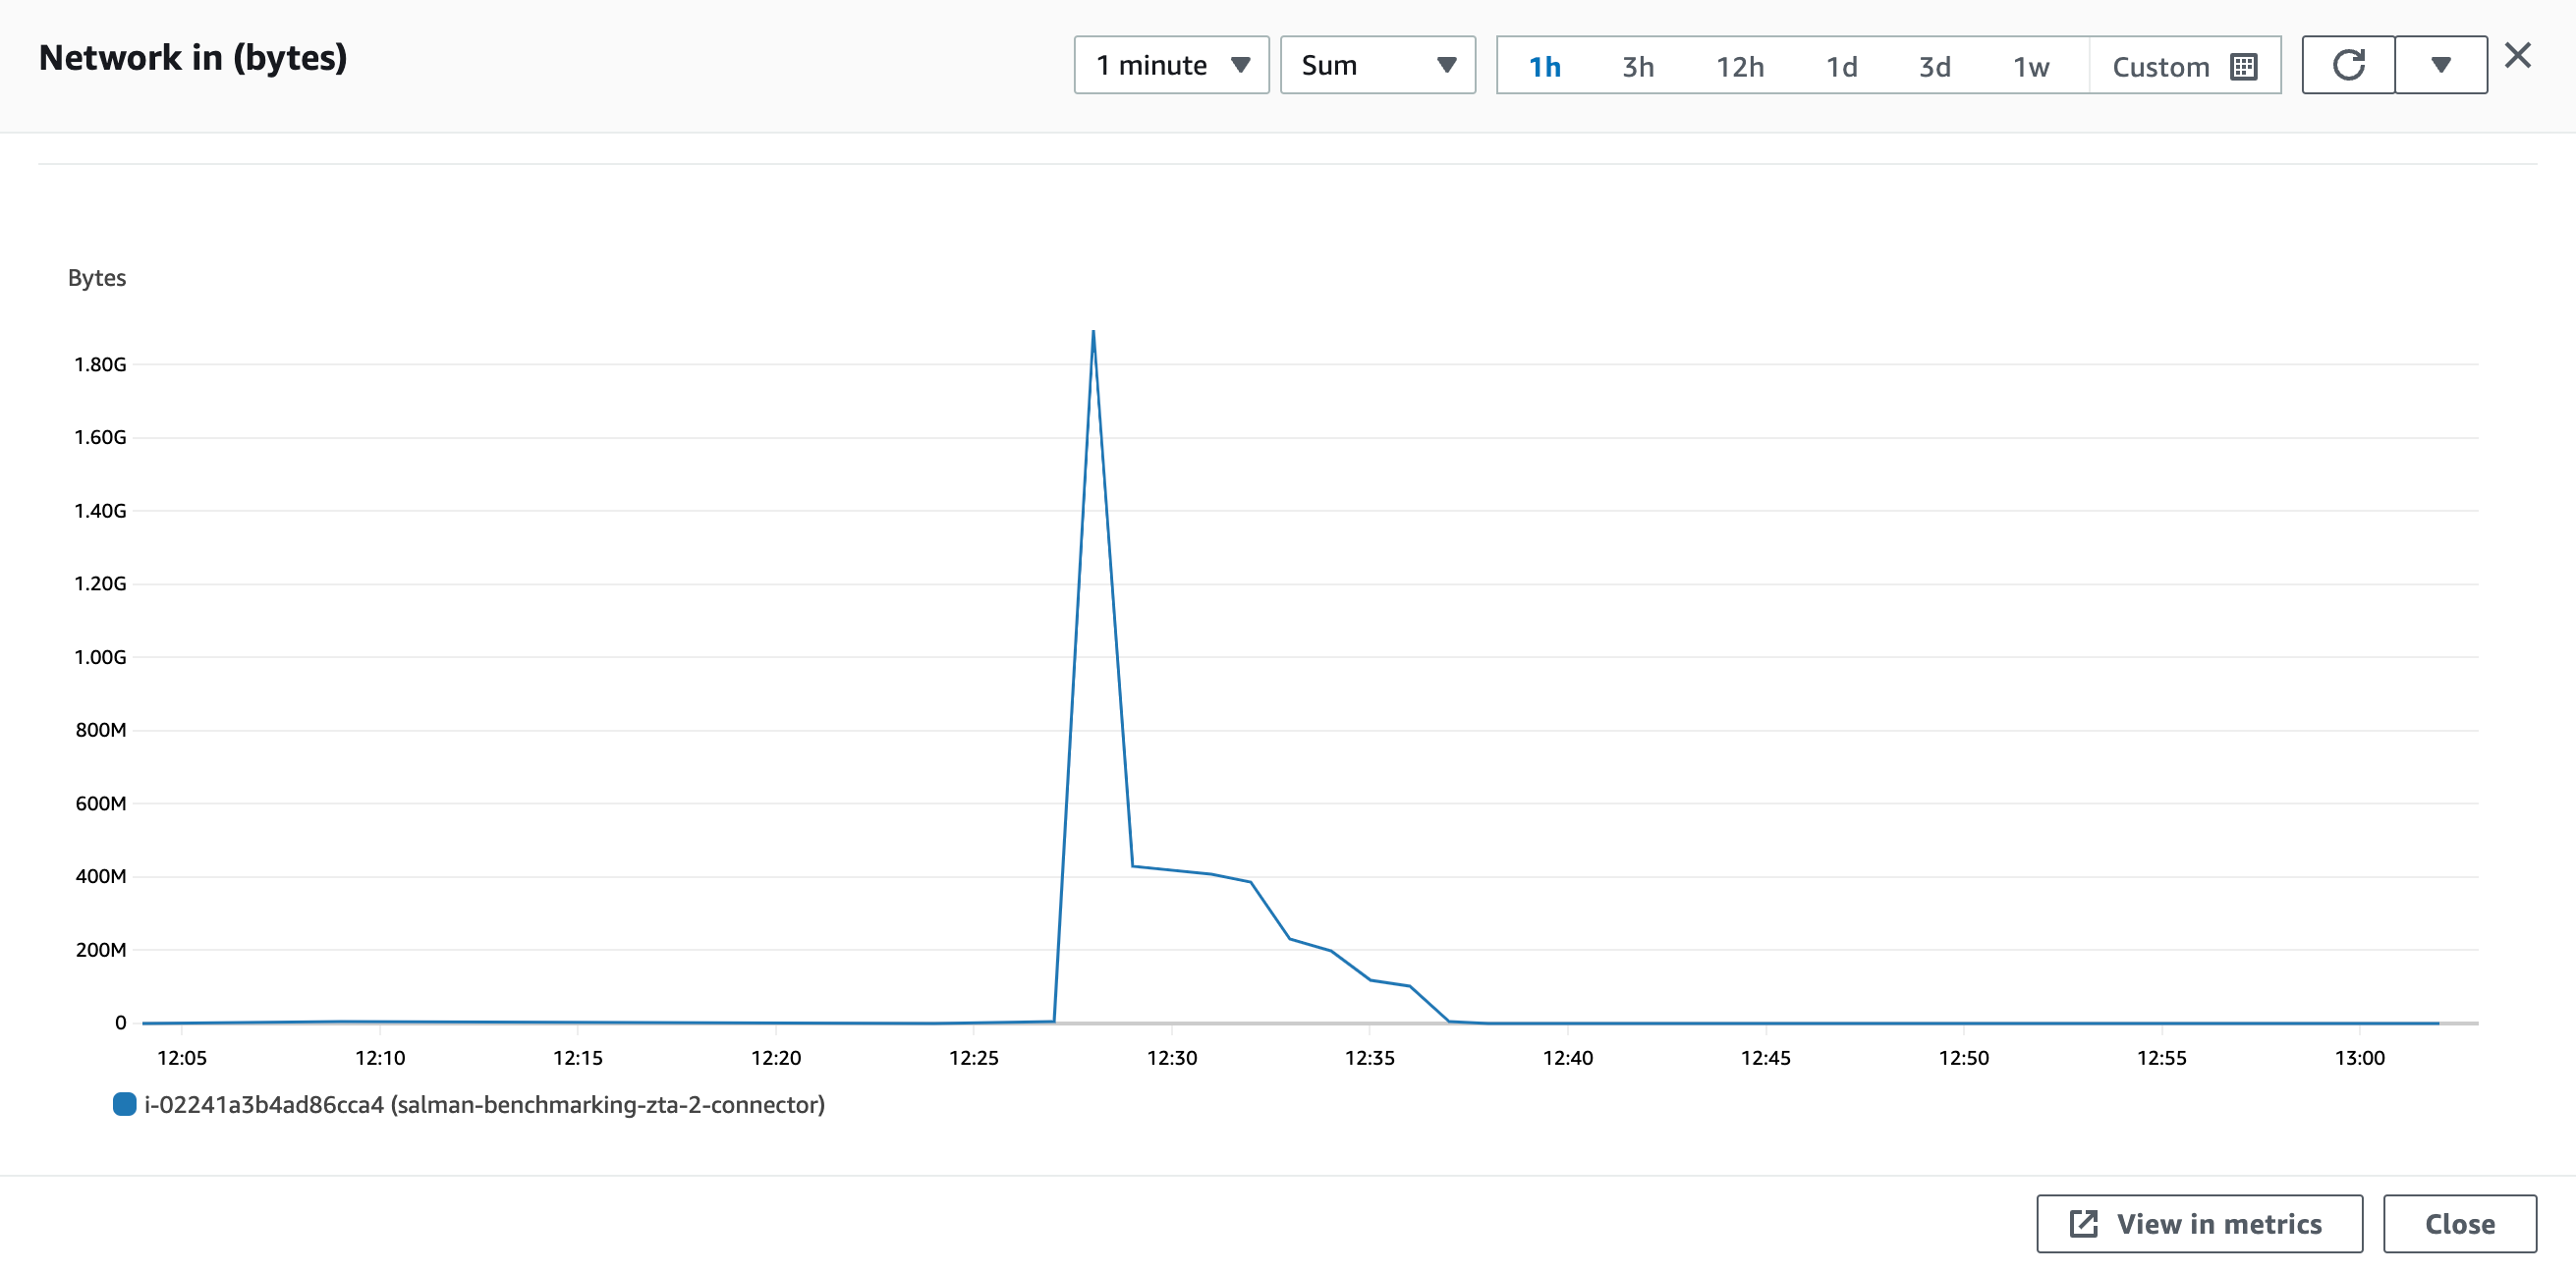 Network in (bytes)
1 minute
Sum
1h 3h 12h 1d 3d 1w Custom
Bytes
1.80G
1.60G
1.40G
1.20G
1.00G
800M
600M
400M
200M
0
12:05 12:10 12:15 12:20 12:25 12:30 12:35 12:40 12:45 12:50 12:55 13:00
i-02241a3b4ad86cca4 (salman-benchmarking-zta-2-connector)
View in metrics
Close